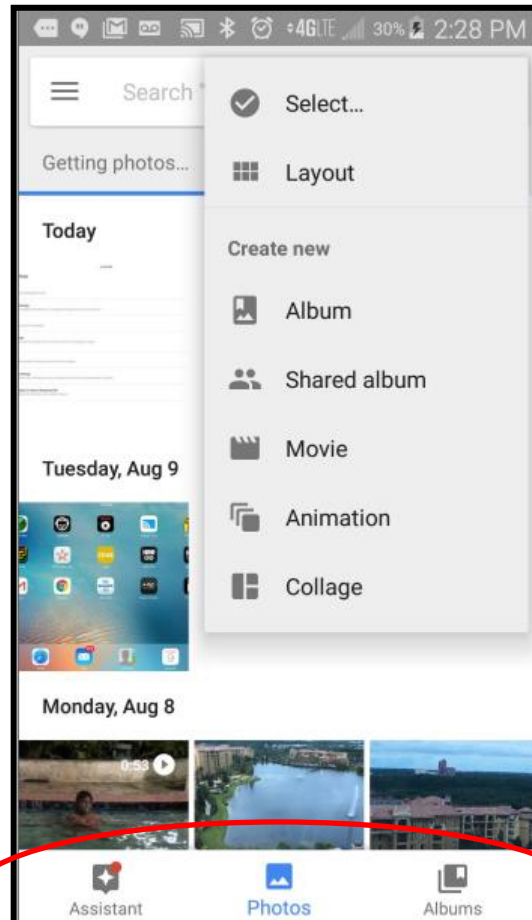 4G LTE 30% 2:28 PM
Search
Getting photos…
Today
Tuesday, Aug 9
Monday, Aug 8
0:53
Select…
Layout
Create new
Album
Shared album
Movie
Animation
Collage
Assistant
Photos
Albums